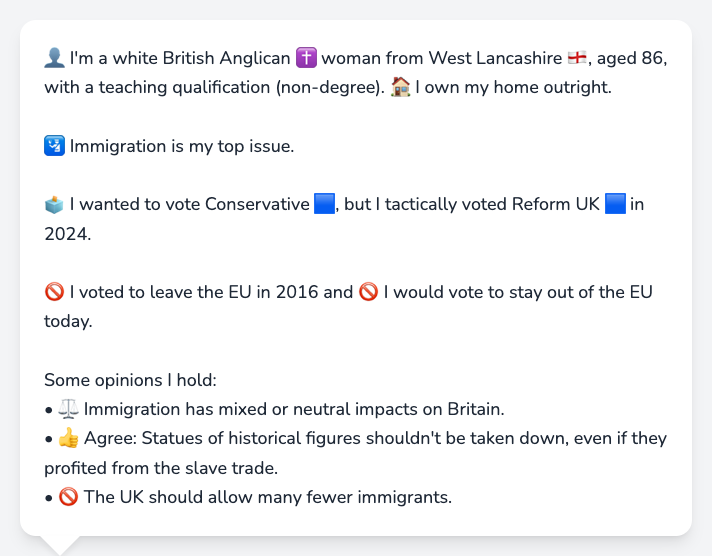 👤 I'm a white British Anglican ✝️ woman from West Lancashire 🏴󠁧󠁢󠁥󠁮󠁧󠁿, aged 86,
with a teaching qualification (non-degree). 🏠 I own my home outright.
🛂 Immigration is my top issue.
🗳️ I wanted to vote Conservative 🟦, but I tactically voted Reform UK 🟦 in
2024.
🚫 I voted to leave the EU in 2016 and 🚫 I would vote to stay out of the EU
today.
Some opinions I hold:
• ⚖️ Immigration has mixed or neutral impacts on Britain.
• 👍 Agree: Statues of historical figures shouldn't be taken down, even if they
profited from the slave trade.
• 🚫 The UK should allow many fewer immigrants.